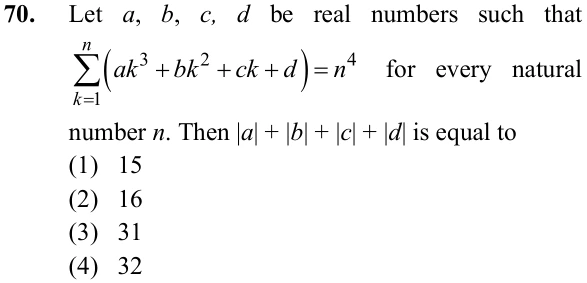 70. Let a, b, c, d be real numbers such that
\sum_{k=1}^{n} (ak^3 + bk^2 + ck + d) = n^4 for every natural
number n. Then |a| + |b| + |c| + |d| is equal to
(1) 15
(2) 16
(3) 31
(4) 32